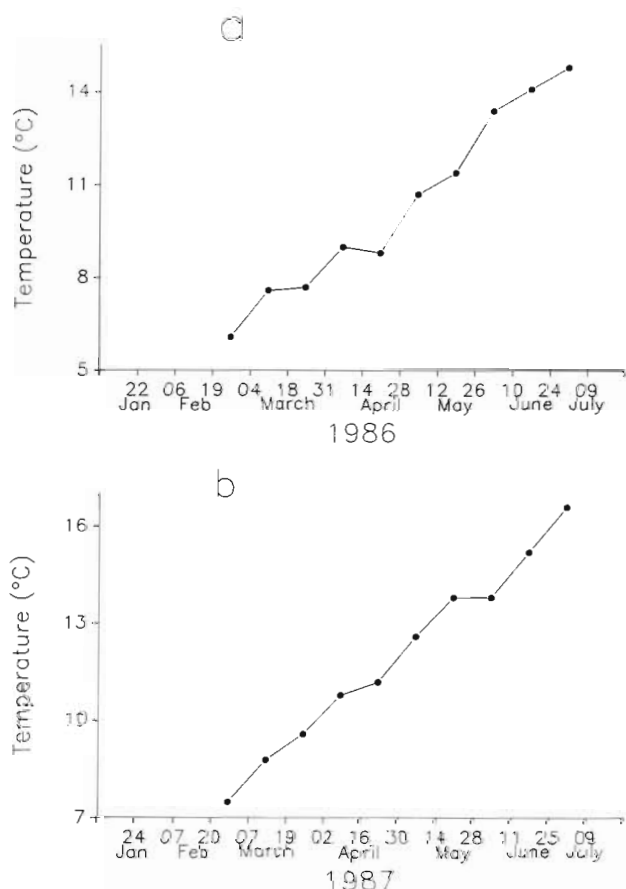 a
14
11
8
5
Temperature (°C)
22 06 19 04 18 31 14 28 12 26 10 24 09
Jan Feb March April May June July
1986
b
16
13
10
7
Temperature (°C)
24 07 20 07 19 02 16 30 14 28 11 25 09
Jan Feb March April May June July
1987